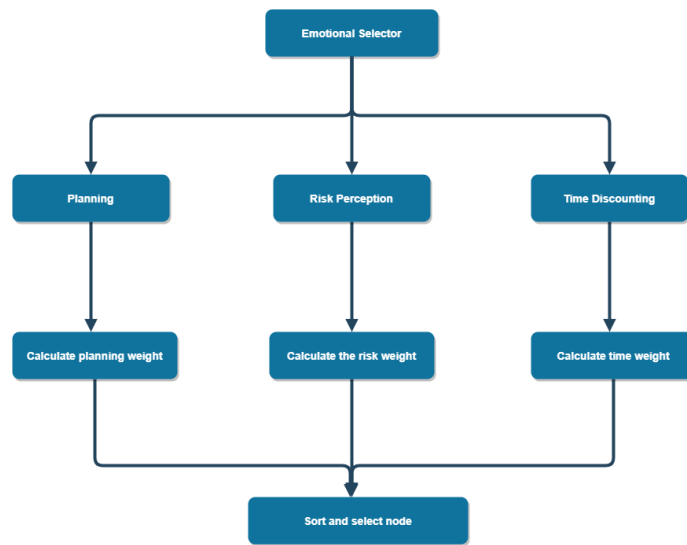 Emotional Selector
Planning
Risk Perception
Time Discounting
Calculate planning weight
Calculate the risk weight
Calculate time weight
Sort and select node